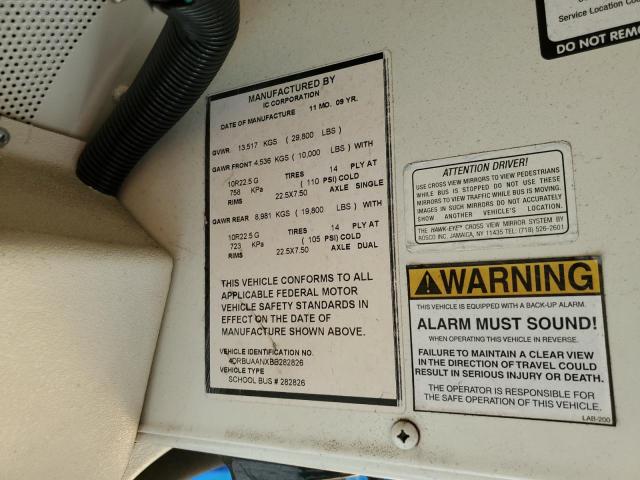 Service Location Co
DO NOT REMO
MANUFACTURED BY
IC CORPORATION
DATE OF MANUFACTURE 11 MO. 09 YR.
GVWR 13,517 KGS ( 29,800 LBS )
GAWR FRONT 4,536 KGS ( 10,000 LBS ) WITH
10R22.5 G TIRES 14 PLY AT
758 KPa ( 110 PSI) COLD
RIMS 22.5X7.50 AXLE SINGLE
GAWR REAR 8,981 KGS ( 19,800 LBS ) WITH
10R22.5 G TIRES 14 PLY AT
723 KPa ( 105 PSI) COLD
RIMS 22.5X7.50 AXLE DUAL
THIS VEHICLE CONFORMS TO ALL
APPLICABLE FEDERAL MOTOR
VEHICLE SAFETY STANDARDS IN
EFFECT ON THE DATE OF
MANUFACTURE SHOWN ABOVE.
VEHICLE IDENTIFICATION NO.
4DRBUAANXBB282826
VEHICLE TYPE
SCHOOL BUS # 282826
ATTENTION DRIVER!
USE CROSS VIEW MIRRORS TO VIEW PEDESTRIANS
WHILE BUS IS STOPPED DO NOT USE THESE
MIRRORS TO VIEW TRAFFIC WHILE BUS IS MOVING.
IMAGES IN SUCH MIRRORS DO NOT ACCURATELY
SHOW ANOTHER VEHICLE'S LOCATION.
THE HAWK-EYE® CROSS VIEW MIRROR SYSTEM BY
ROSCO INC. JAMAICA, NY 11435 TEL: (718) 526-2601
WARNING
THIS VEHICLE IS EQUIPPED WITH A BACK-UP ALARM.
ALARM MUST SOUND!
WHEN OPERATING THIS VEHICLE IN REVERSE.
FAILURE TO MAINTAIN A CLEAR VIEW
IN THE DIRECTION OF TRAVEL COULD
RESULT IN SERIOUS INJURY OR DEATH.
THE OPERATOR IS RESPONSIBLE FOR
THE SAFE OPERATION OF THIS VEHICLE.
LAB-200